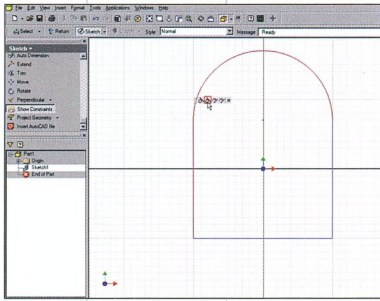 File Edit View Insert Format Tools Applications Windows Help
Select Return Sketch Style Normal Message Ready
Sketch
Auto Dimension
Extend
Trim
Move
Rotate
Perpendicular
Show Constraints
Project Geometry
Insert AutoCAD file
Part1
Origin
Sketch1
End of Part